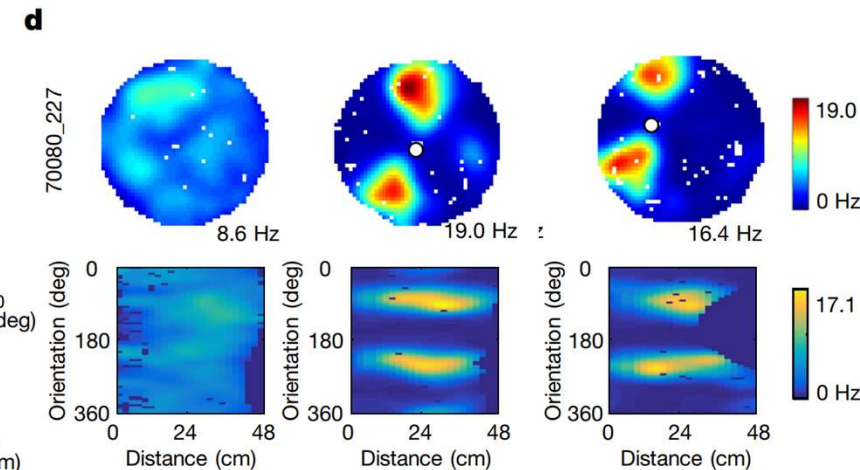 d
70080_227
8.6 Hz
19.0 Hz
z
16.4 Hz
19.0
0 Hz
0
deg)
m)
Orientation (deg)
0
180
360
0 24 48
Distance (cm)
Orientation (deg)
0
180
360
0 24 48
Distance (cm)
Orientation (deg)
0
180
360
0 24 48
Distance (cm)
17.1
0 Hz